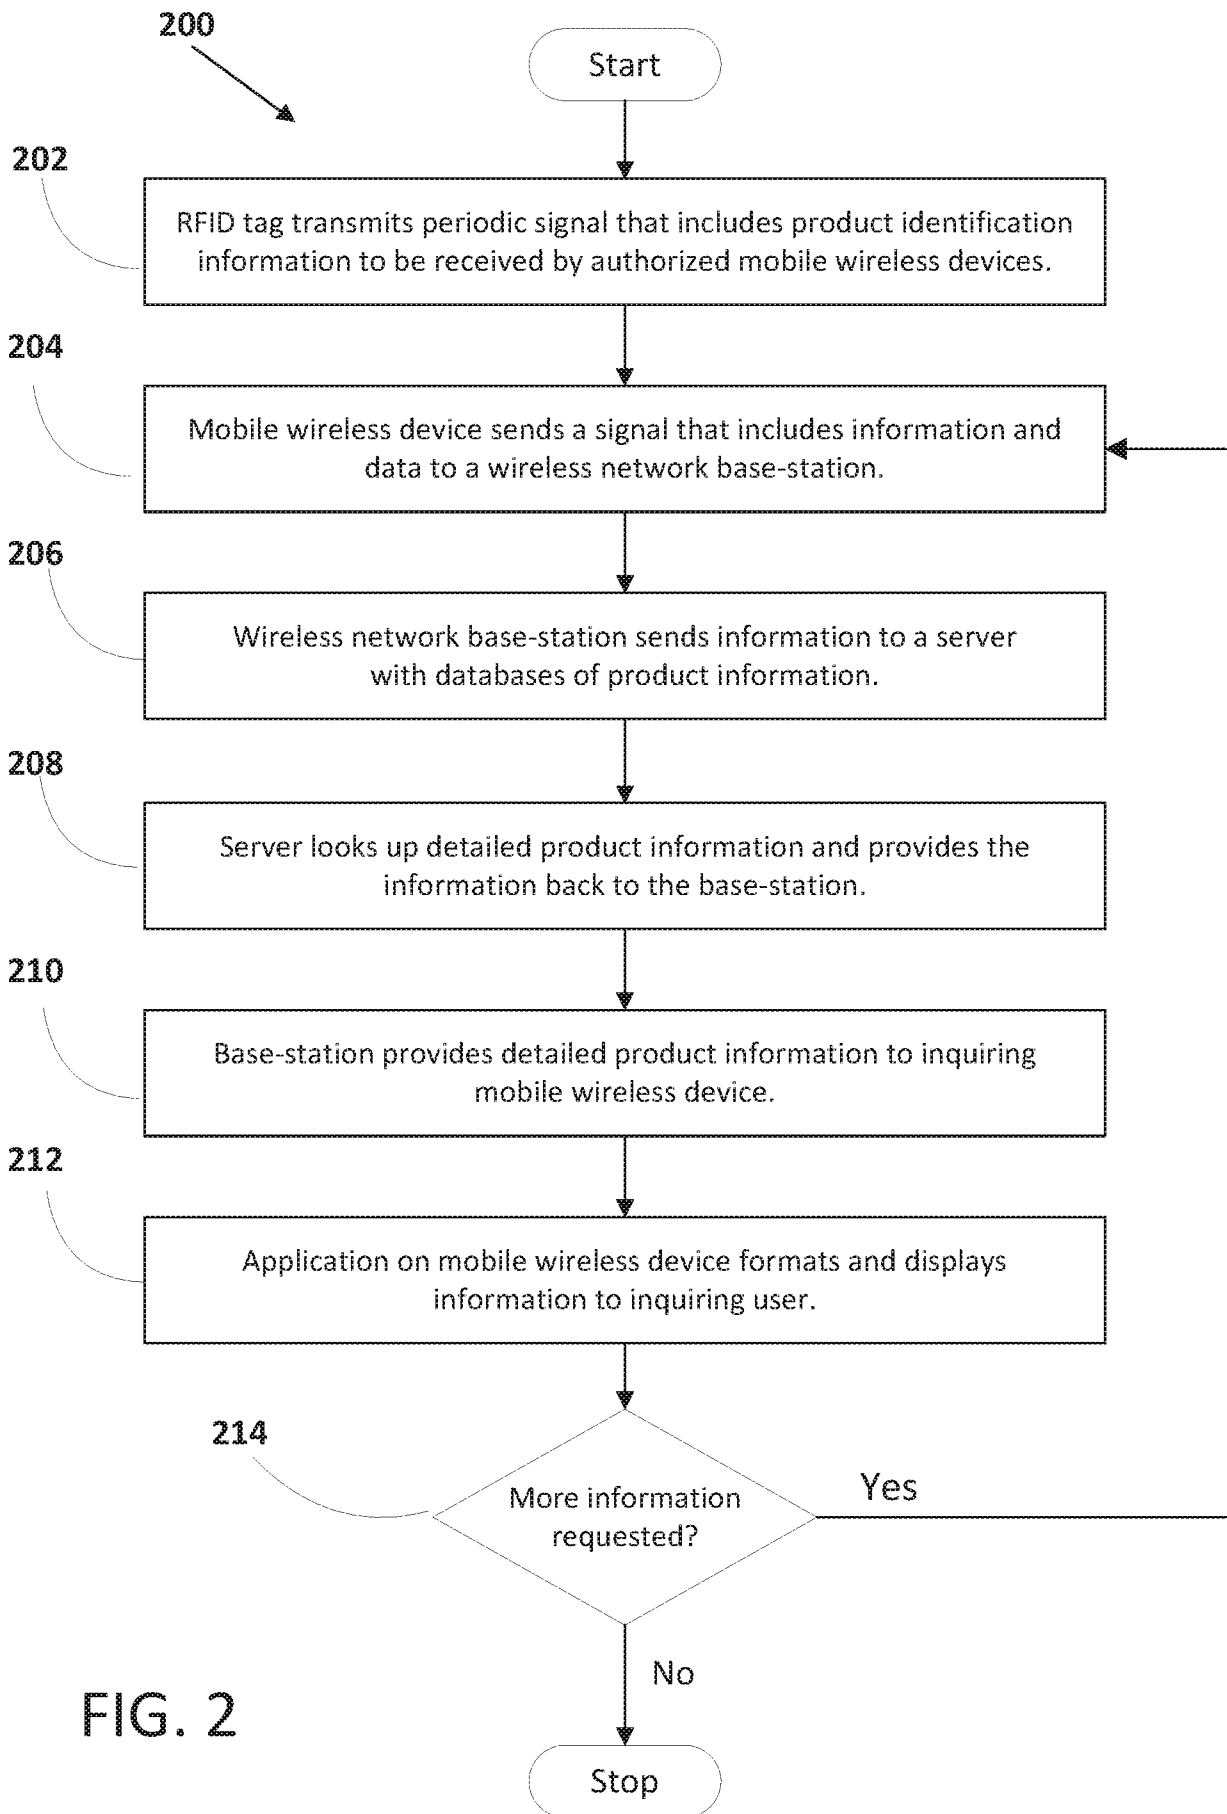 200
Start
202
RFID tag transmits periodic signal that includes product identification
information to be received by authorized mobile wireless devices.
204
Mobile wireless device sends a signal that includes information and
data to a wireless network base-station.
206
Wireless network base-station sends information to a server
with databases of product information.
208
Server looks up detailed product information and provides the
information back to the base-station.
210
Base-station provides detailed product information to inquiring
mobile wireless device.
212
Application on mobile wireless device formats and displays
information to inquiring user.
214
More information
requested?
Yes
No
FIG. 2
Stop